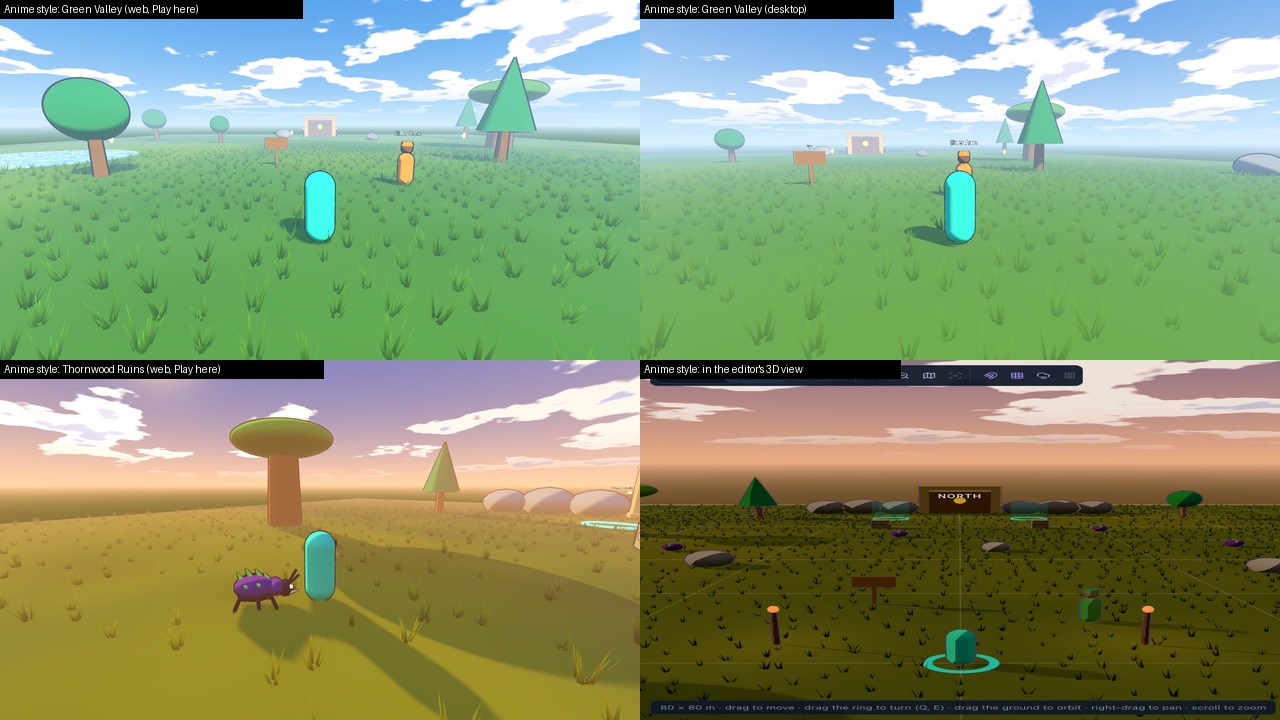 Anime style: Green Valley (web, Play here)
Anime style: Green Valley (desktop)
Anime style: Thornwood Ruins (web, Play here)
Anime style: in the editor's 3D view
NORTH
80 × 80 m · drag to move · drag the ring to turn (Q, E) · drag the ground to orbit · right-drag to pan · scroll to zoom